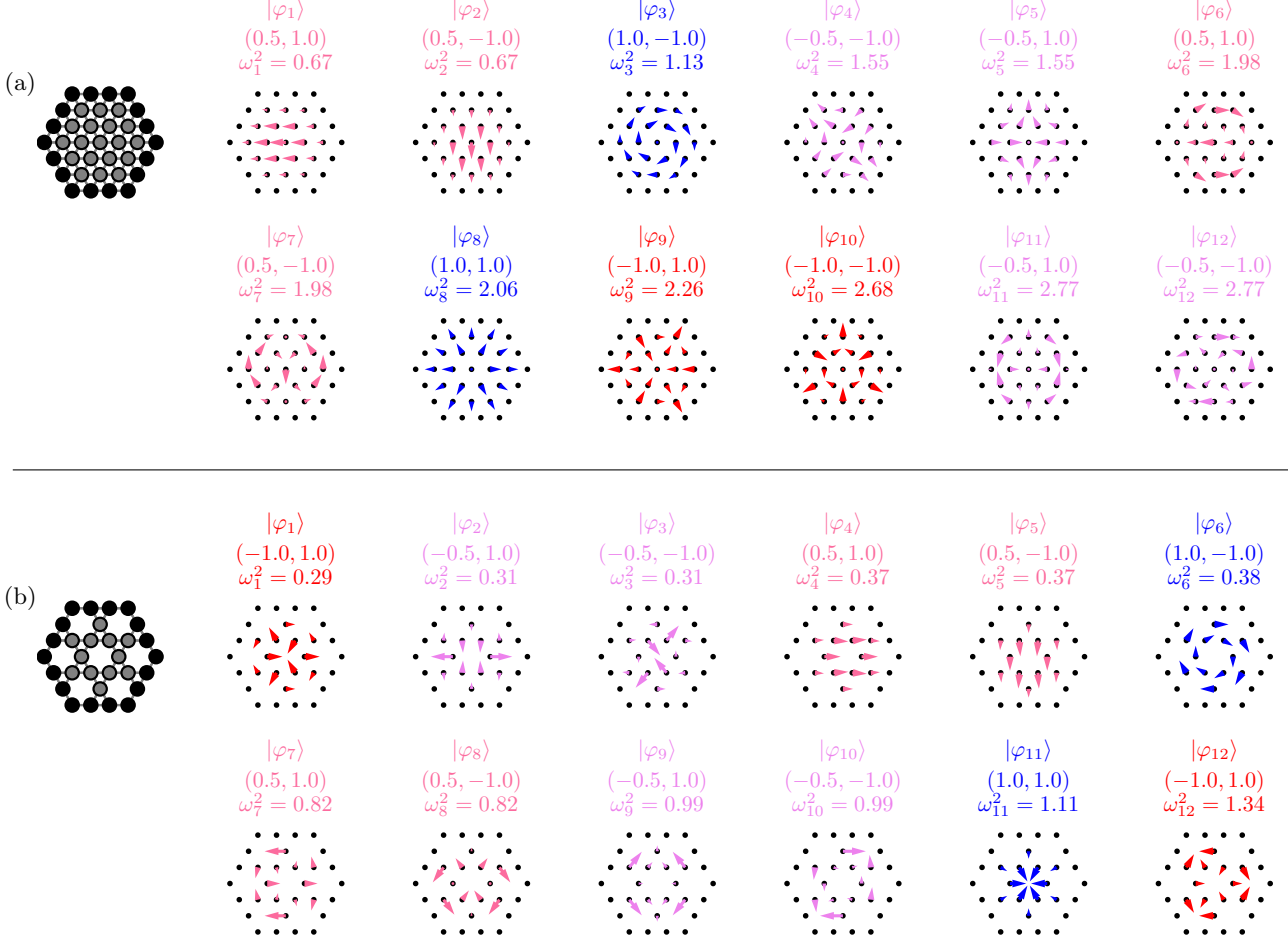 (a)
|φ₁⟩ |φ₂⟩ |φ₃⟩ |φ₄⟩ |φ₅⟩ |φ₆⟩
(0.5, 1.0) (0.5, −1.0) (1.0, −1.0) (−0.5, −1.0) (−0.5, 1.0) (0.5, 1.0)
ω₁² = 0.67 ω₂² = 0.67 ω₃² = 1.13 ω₄² = 1.55 ω₅² = 1.55 ω₆² = 1.98
|φ₇⟩ |φ₈⟩ |φ₉⟩ |φ₁₀⟩ |φ₁₁⟩ |φ₁₂⟩
(0.5, −1.0) (1.0, 1.0) (−1.0, 1.0) (−1.0, −1.0) (−0.5, 1.0) (−0.5, −1.0)
ω₇² = 1.98 ω₈² = 2.06 ω₉² = 2.26 ω₁₀² = 2.68 ω₁₁² = 2.77 ω₁₂² = 2.77
(b)
|φ₁⟩ |φ₂⟩ |φ₃⟩ |φ₄⟩ |φ₅⟩ |φ₆⟩
(−1.0, 1.0) (−0.5, 1.0) (−0.5, −1.0) (0.5, 1.0) (0.5, −1.0) (1.0, −1.0)
ω₁² = 0.29 ω₂² = 0.31 ω₃² = 0.31 ω₄² = 0.37 ω₅² = 0.37 ω₆² = 0.38
|φ₇⟩ |φ₈⟩ |φ₉⟩ |φ₁₀⟩ |φ₁₁⟩ |φ₁₂⟩
(0.5, 1.0) (0.5, −1.0) (−0.5, 1.0) (−0.5, −1.0) (1.0, 1.0) (−1.0, 1.0)
ω₇² = 0.82 ω₈² = 0.82 ω₉² = 0.99 ω₁₀² = 0.99 ω₁₁² = 1.11 ω₁₂² = 1.34